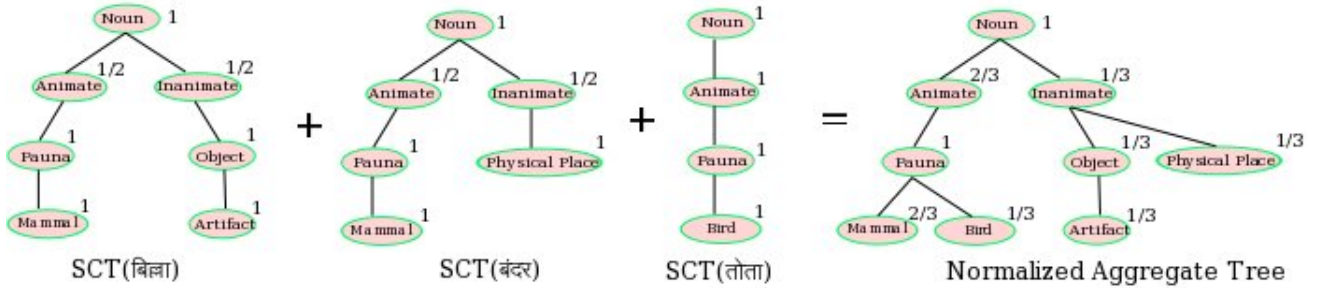 Noun 1
Animate 1/2 Inanimate 1/2
Fauna 1 Object 1
Mammal 1 Artifact 1
SCT(बिल्ला)
+
Noun 1
Animate 1/2 Inanimate 1/2
Fauna 1 Physical Place 1
Mammal 1
SCT(बंदर)
+
Noun 1
Animate 1
Fauna 1
Bird 1
SCT(तोता)
=
Noun 1
Animate 2/3 Inanimate 1/3
Fauna 1 Object 1/3 Physical Place 1/3
Mammal 2/3 Bird 1/3 Artifact 1/3
Normalized Aggregate Tree